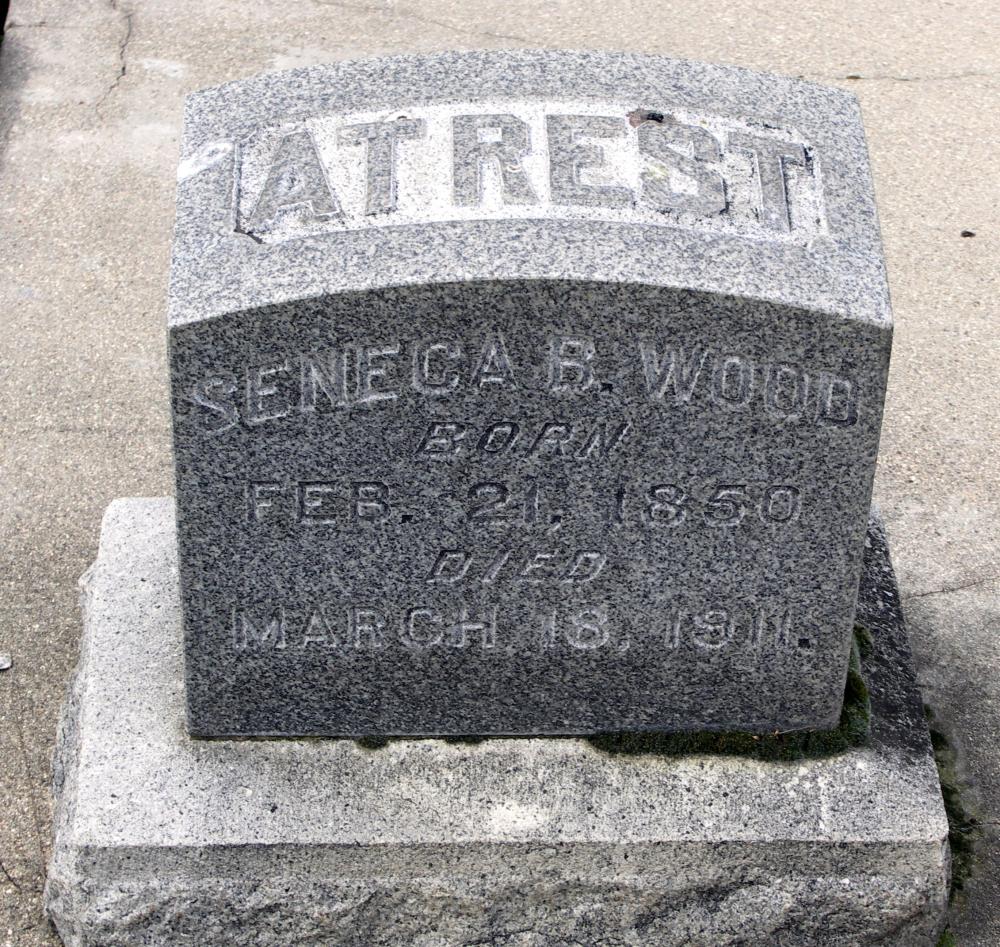 AT REST
SENECA B. WOOD
BORN
FEB. 21, 1850
DIED
MARCH 18, 1911.